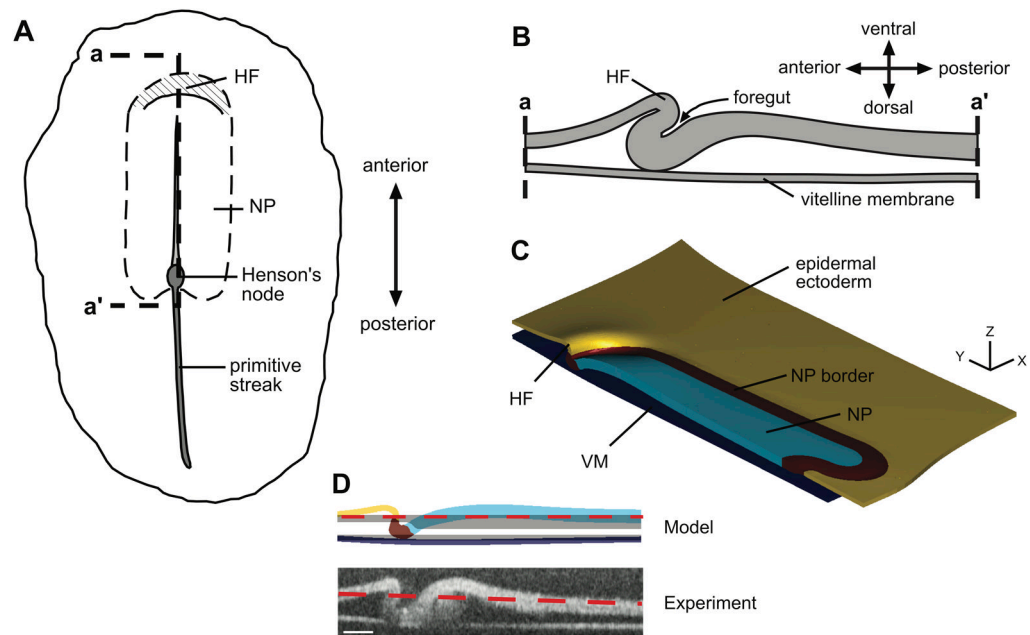 A
a
HF
anterior
NP
Henson's
node
a'
posterior
primitive
streak
B
ventral
anterior
posterior
dorsal
HF
foregut
a
a'
vitelline membrane
C
epidermal
ectoderm
Z
Y
X
NP border
HF
NP
VM
D
Model
Experiment